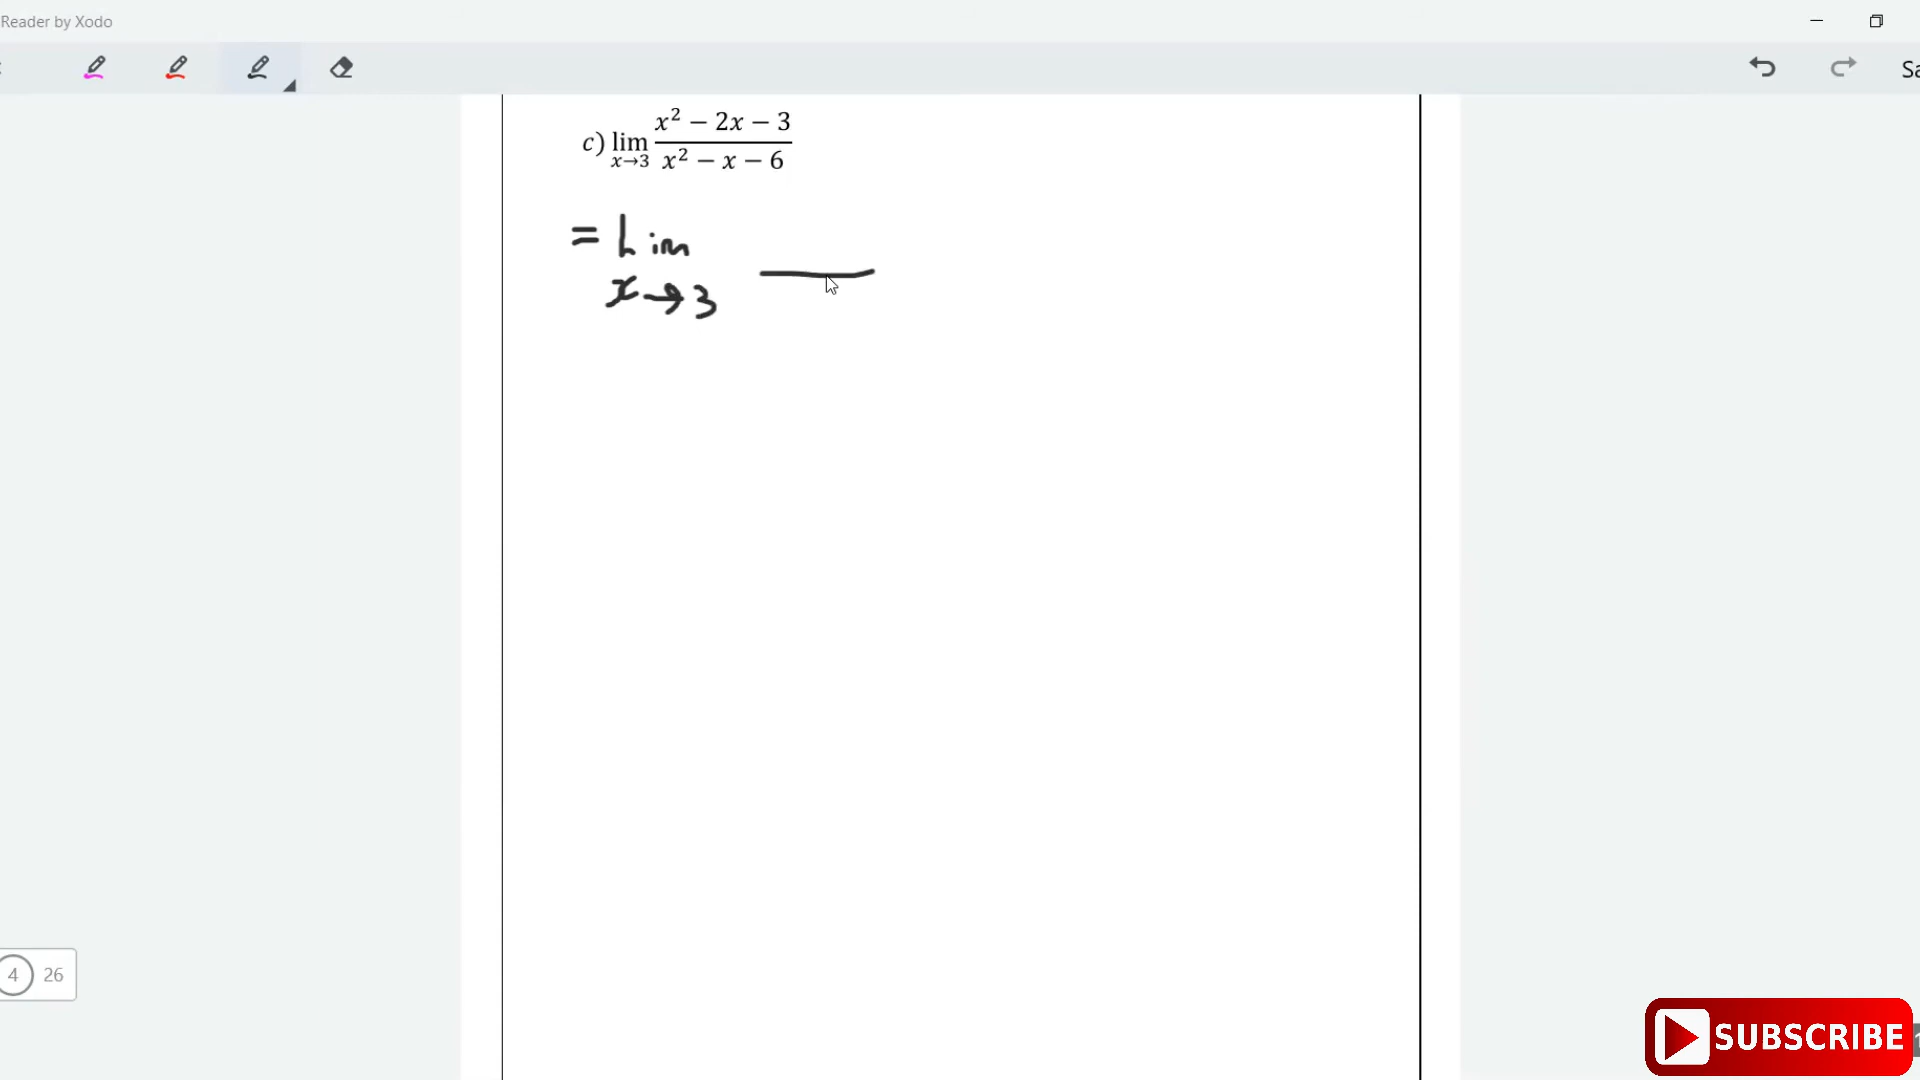 Reader by Xodo
Sa
c) lim x→3 (x² − 2x − 3)/(x² − x − 6)
= Lim
x→3
4 26
SUBSCRIBE